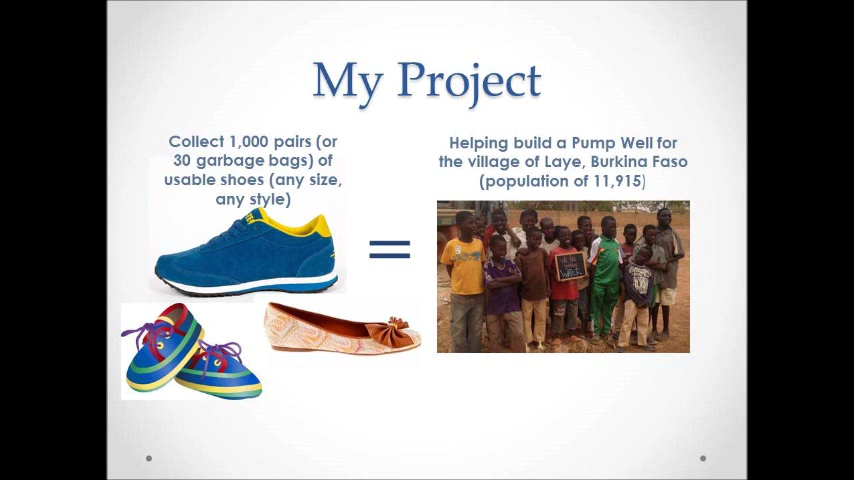 My Project
Collect 1,000 pairs (or
30 garbage bags) of
usable shoes (any size,
any style)
=
Helping build a Pump Well for
the village of Laye, Burkina Faso
(population of 11,915)